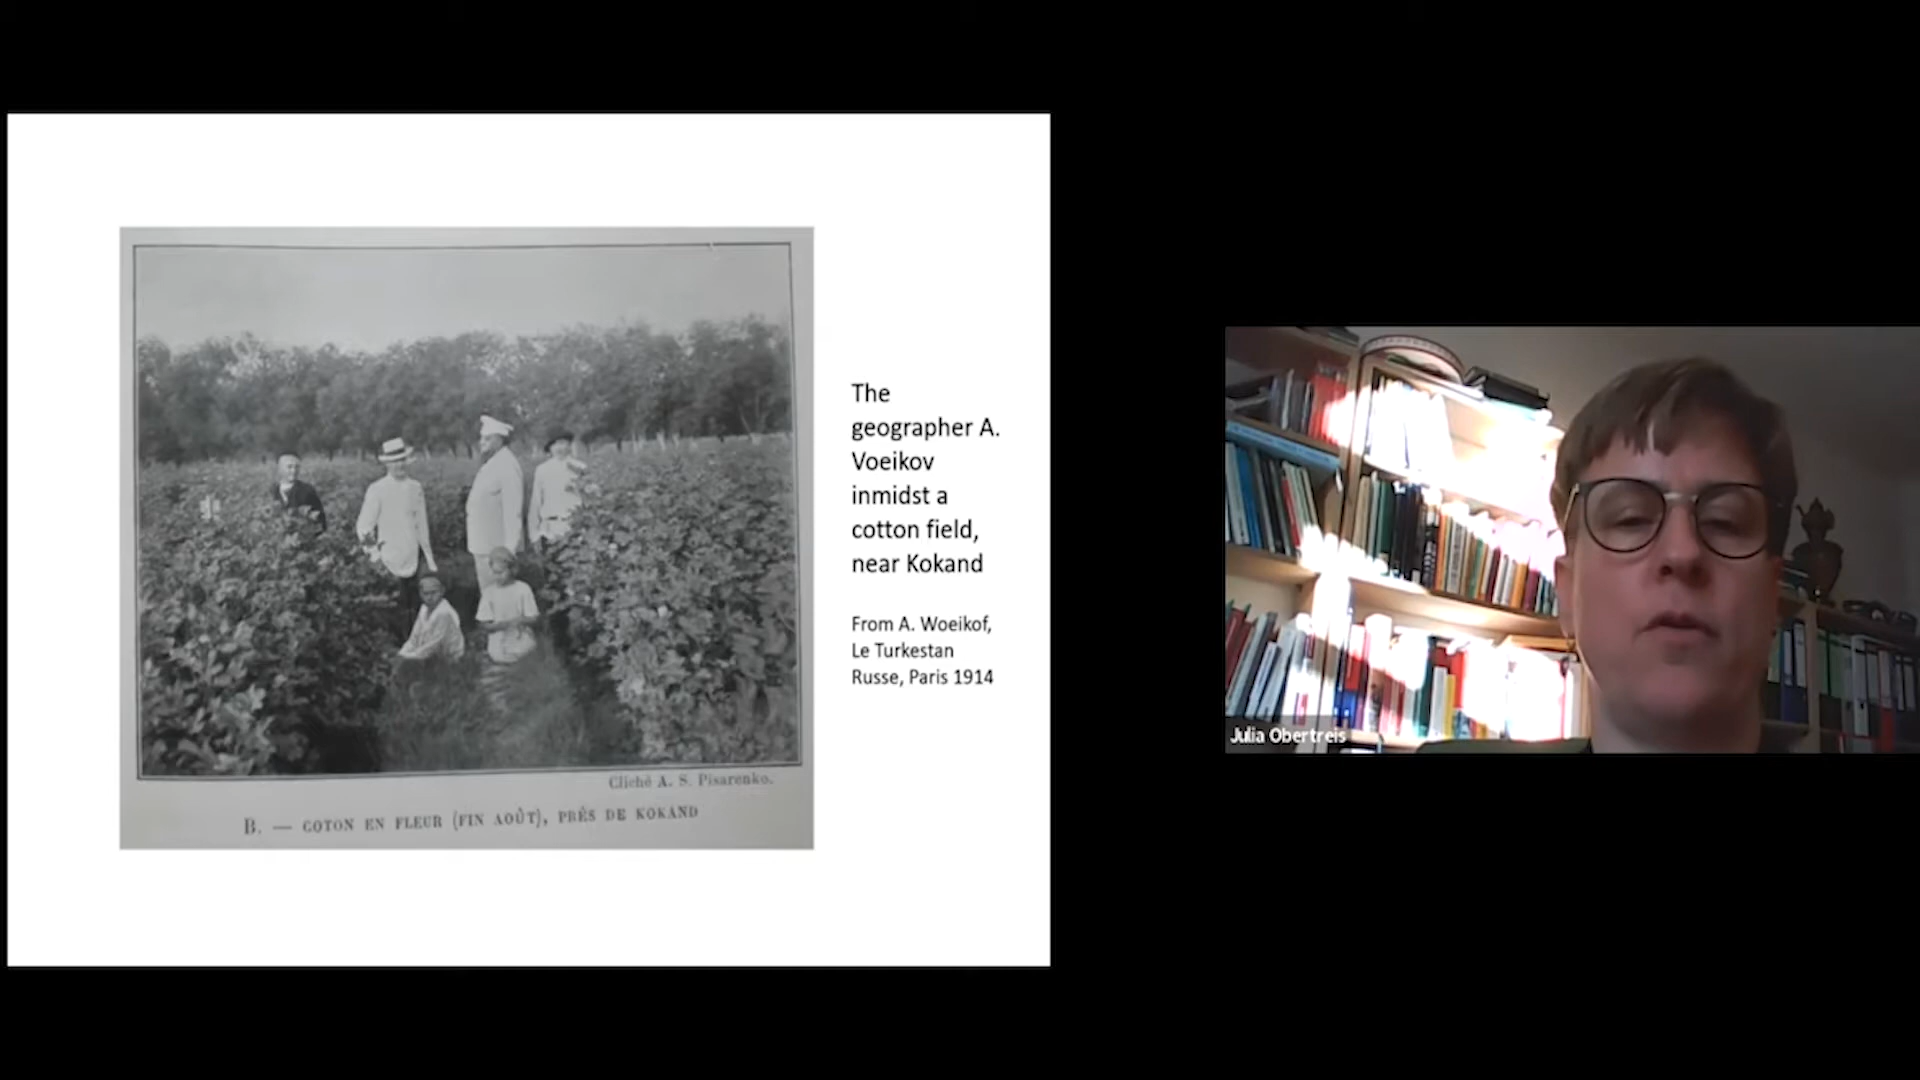 Cliché A. S. Pisarenko.
B. — COTON EN FLEUR (FIN AOÛT), PRÈS DE KOKAND
The
geographer A.
Voeikov
inmidst a
cotton field,
near Kokand
From A. Woeikof,
Le Turkestan
Russe, Paris 1914
Julia Obertreis